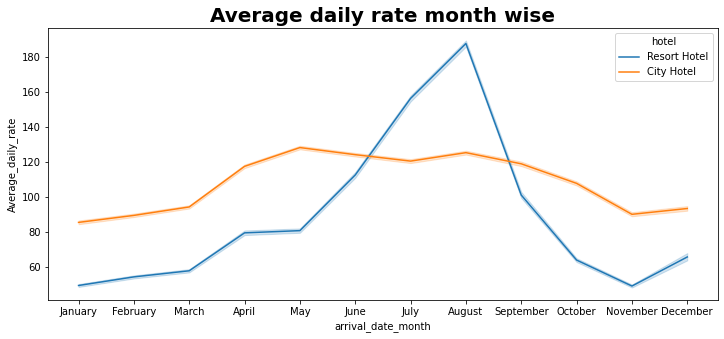 Average daily rate month wise
hotel
Resort Hotel
City Hotel
Average_daily_rate
180
160
140
120
100
80
60
January February March April May June July August September October November December
arrival_date_month